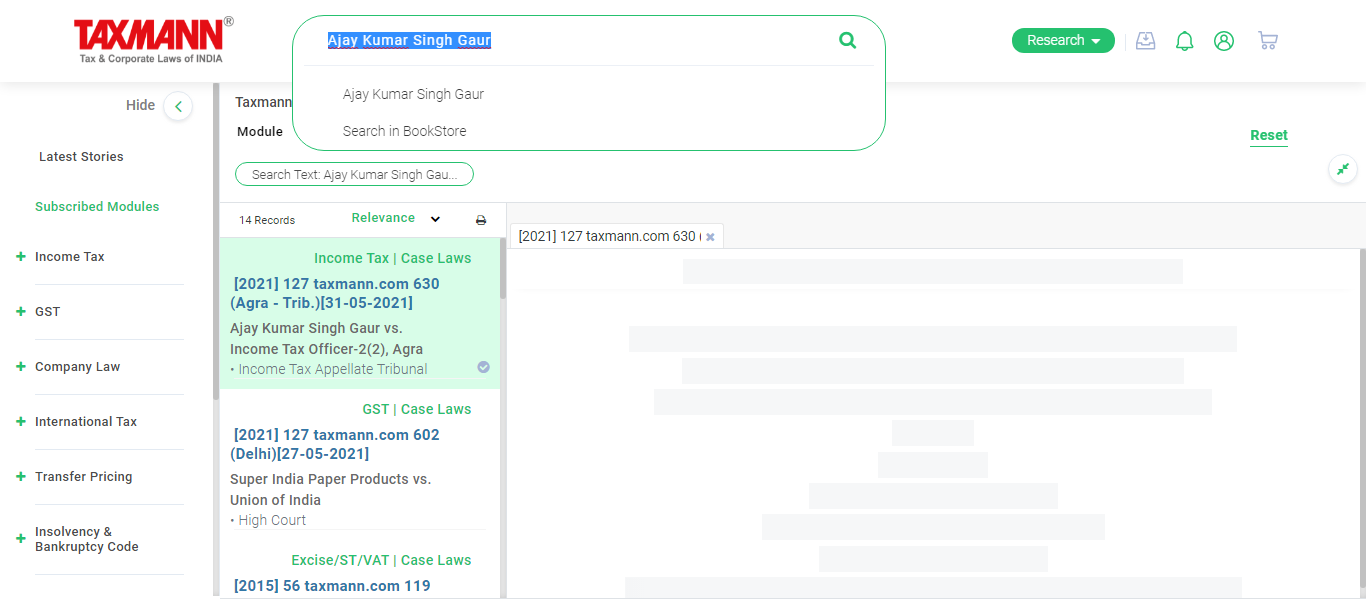 TAXMANN®
Tax & Corporate Laws of INDIA
Ajay Kumar Singh Gaur
Ajay Kumar Singh Gaur
Search in BookStore
Research
Hide
Latest Stories
Subscribed Modules
Income Tax
GST
Company Law
International Tax
Transfer Pricing
Insolvency &
Bankruptcy Code
Taxmann
Module
Reset
Search Text: Ajay Kumar Singh Gau...
14 Records
Relevance
Income Tax | Case Laws
[2021] 127 taxmann.com 630
(Agra - Trib.)[31-05-2021]
Ajay Kumar Singh Gaur vs.
Income Tax Officer-2(2), Agra
• Income Tax Appellate Tribunal
GST | Case Laws
[2021] 127 taxmann.com 602
(Delhi)[27-05-2021]
Super India Paper Products vs.
Union of India
• High Court
Excise/ST/VAT | Case Laws
[2015] 56 taxmann.com 119
[2021] 127 taxmann.com 630 (